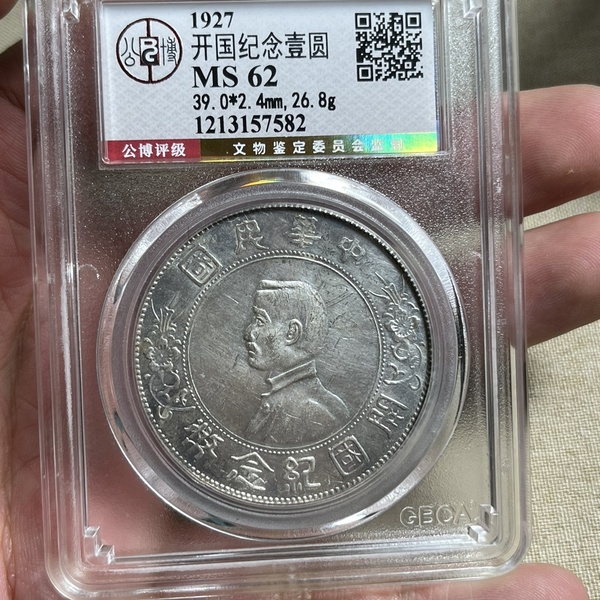 1927
开国纪念壹圆
MS 62
39.0*2.4mm,26.8g
1213157582
公 博
公博评级
文物鉴定委员会监制
中華民國
開國紀念幣
GBCA